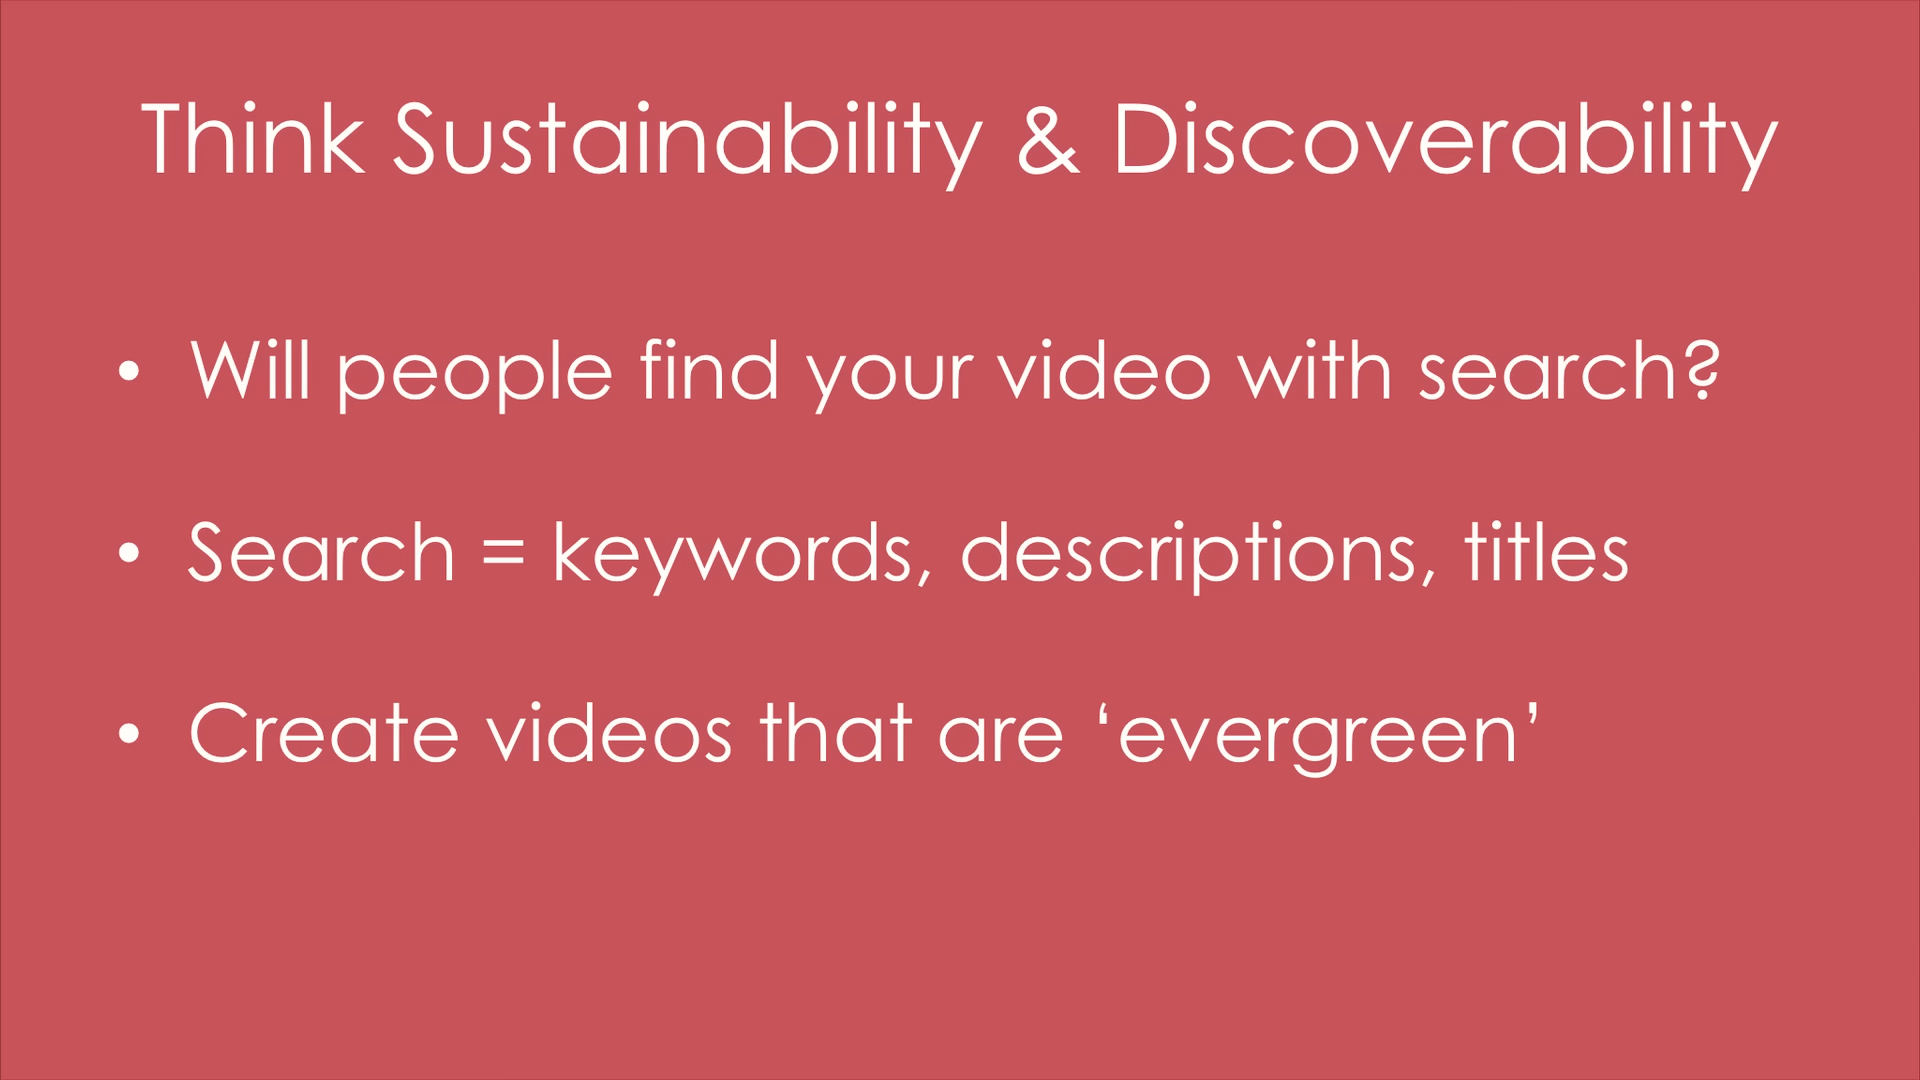 Think Sustainability & Discoverability
• Will people find your video with search?
• Search = keywords, descriptions, titles
• Create videos that are ‘evergreen’